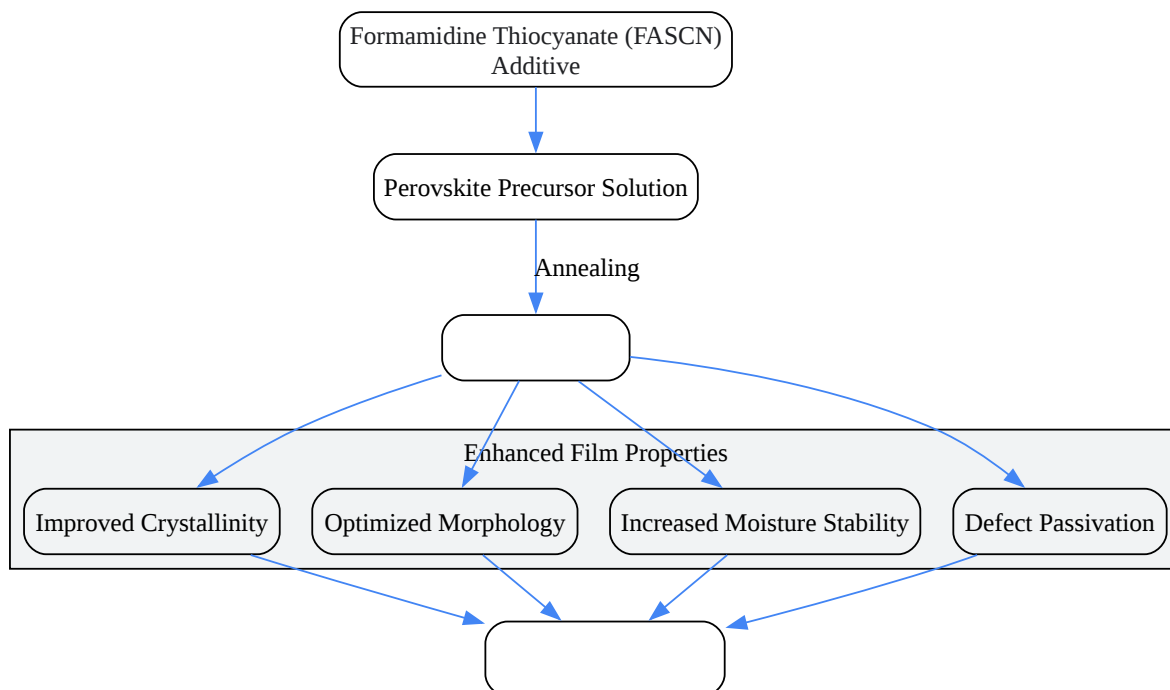 Formamidine Thiocyanate (FASCN)
Additive
Perovskite Precursor Solution
Annealing
Enhanced Film Properties
Improved Crystallinity
Optimized Morphology
Increased Moisture Stability
Defect Passivation